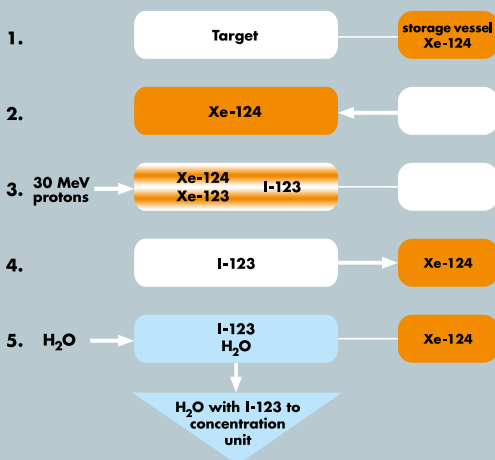 1.
Target
storage vessel
Xe-124
2.
Xe-124
3.
30 MeV
protons
Xe-124
Xe-123
I-123
4.
I-123
Xe-124
5.
H₂O
I-123
H₂O
Xe-124
H₂O with I-123 to
concentration
unit